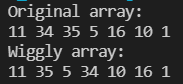 Original array:
11 34 35 5 16 10 1
Wiggly array:
11 35 5 34 10 16 1